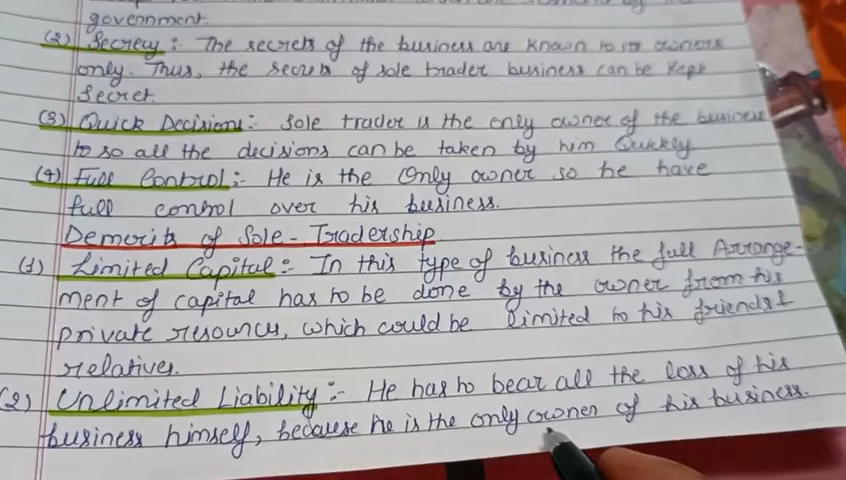 government.
(2) Secrecy : The secrets of the business are known to its owners
only. Thus, the secrets of sole trader business can be kept
secret.
(3) Quick Decisions :- Sole trader is the only owner of the business
to so all the decisions can be taken by him Quickly
(4) Full Control :- He is the Only owner so he have
full control over his business.
Demerits of Sole-Tradership
(1) Limited Capital :- In this type of business the full Arrange-
ment of capital has to be done by the owner from his
private resources, which could be limited to his friends &
relatives.
(2) Unlimited Liability :- He has to bear all the loss of his
business himself, because he is the only owner of his business.